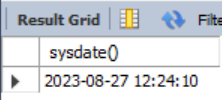 Result Grid Filte
sysdate()
2023-08-27 12:24:10